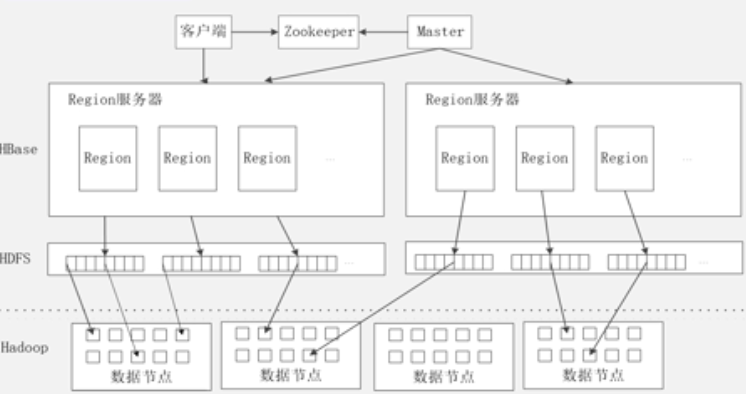 客户端
Zookeeper
Master
Region服务器
Region服务器
HBase
Region
Region
Region
...
Region
Region
Region
...
HDFS
...
...
Hadoop
数据节点
数据节点
数据节点
数据节点